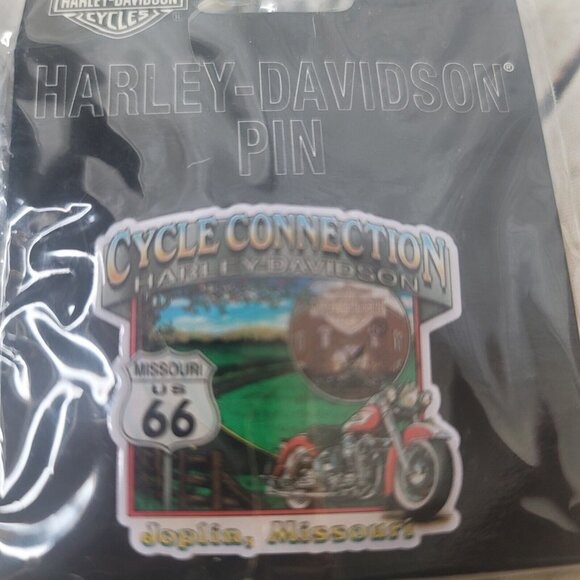 HARLEY-DAVIDSON
CYCLES
®
HARLEY-DAVIDSON®
PIN
CYCLE CONNECTION
HARLEY-DAVIDSON
MISSOURI
US
66
Joplin, Missouri